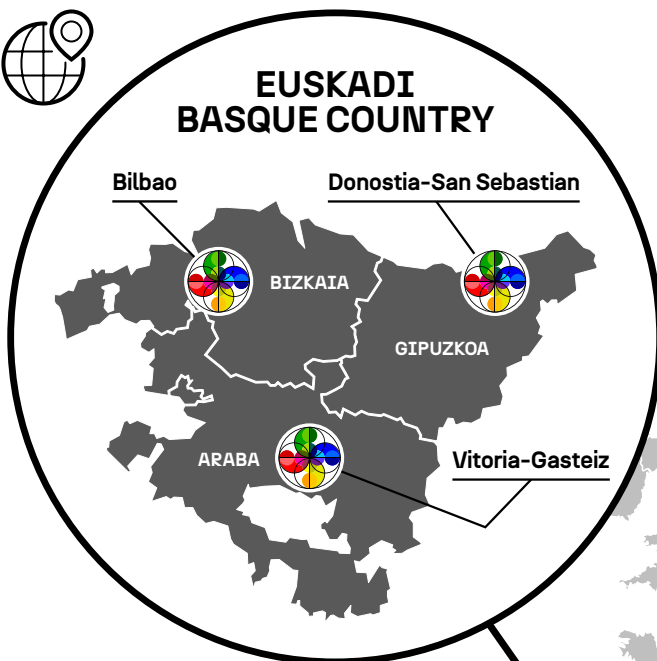 EUSKADI
BASQUE COUNTRY
Bilbao
Donostia-San Sebastian
BIZKAIA
GIPUZKOA
ARABA
Vitoria-Gasteiz